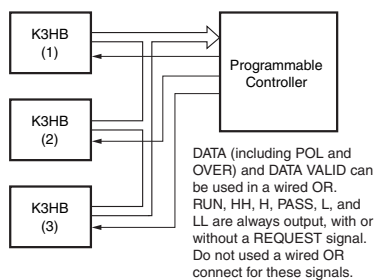 K3HB
(1)
Programmable
Controller
K3HB
(2)
K3HB
(3)
DATA (including POL and
OVER) and DATA VALID can
be used in a wired OR.
RUN, HH, H, PASS, L, and
LL are always output, with or
without a REQUEST signal.
Do not used a wired OR
connect for these signals.